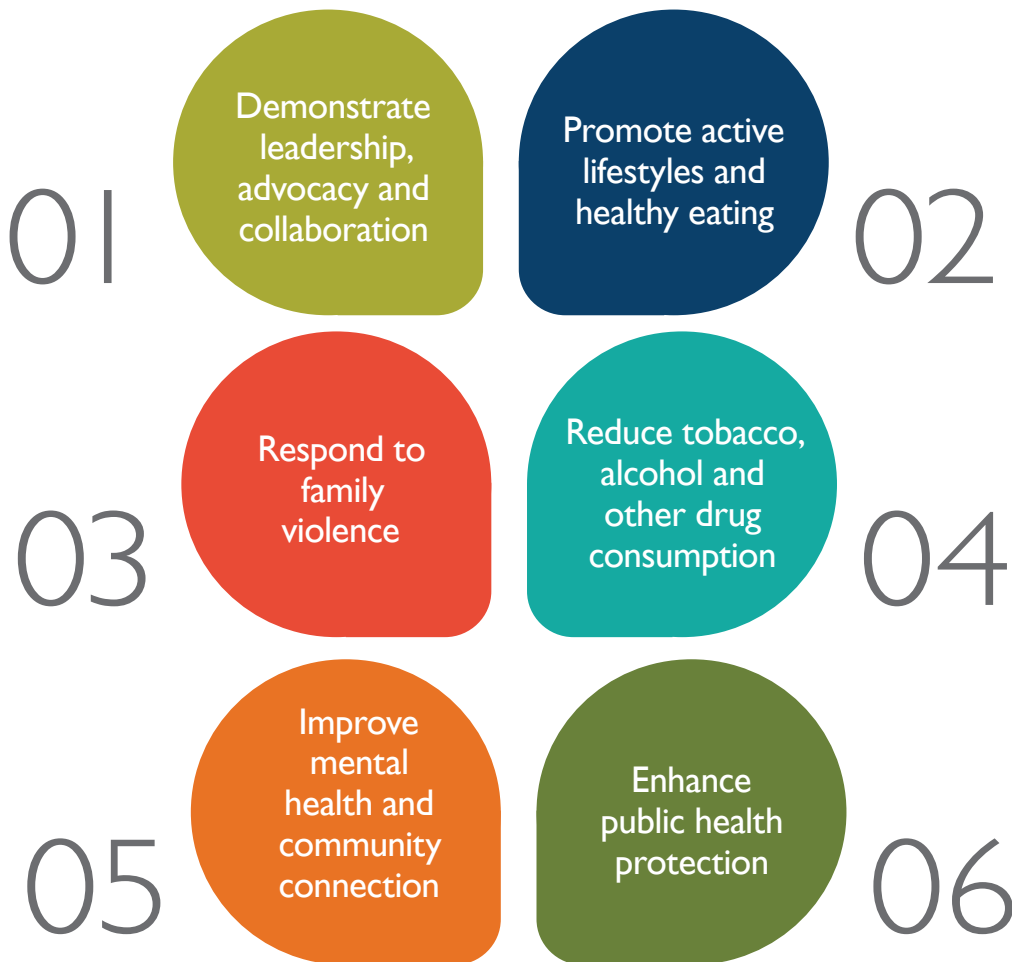 01
Demonstrate
leadership,
advocacy and
collaboration
Promote active
lifestyles and
healthy eating
02
03
Respond to
family
violence
Reduce tobacco,
alcohol and
other drug
consumption
04
05
Improve
mental
health and
community
connection
Enhance
public health
protection
06